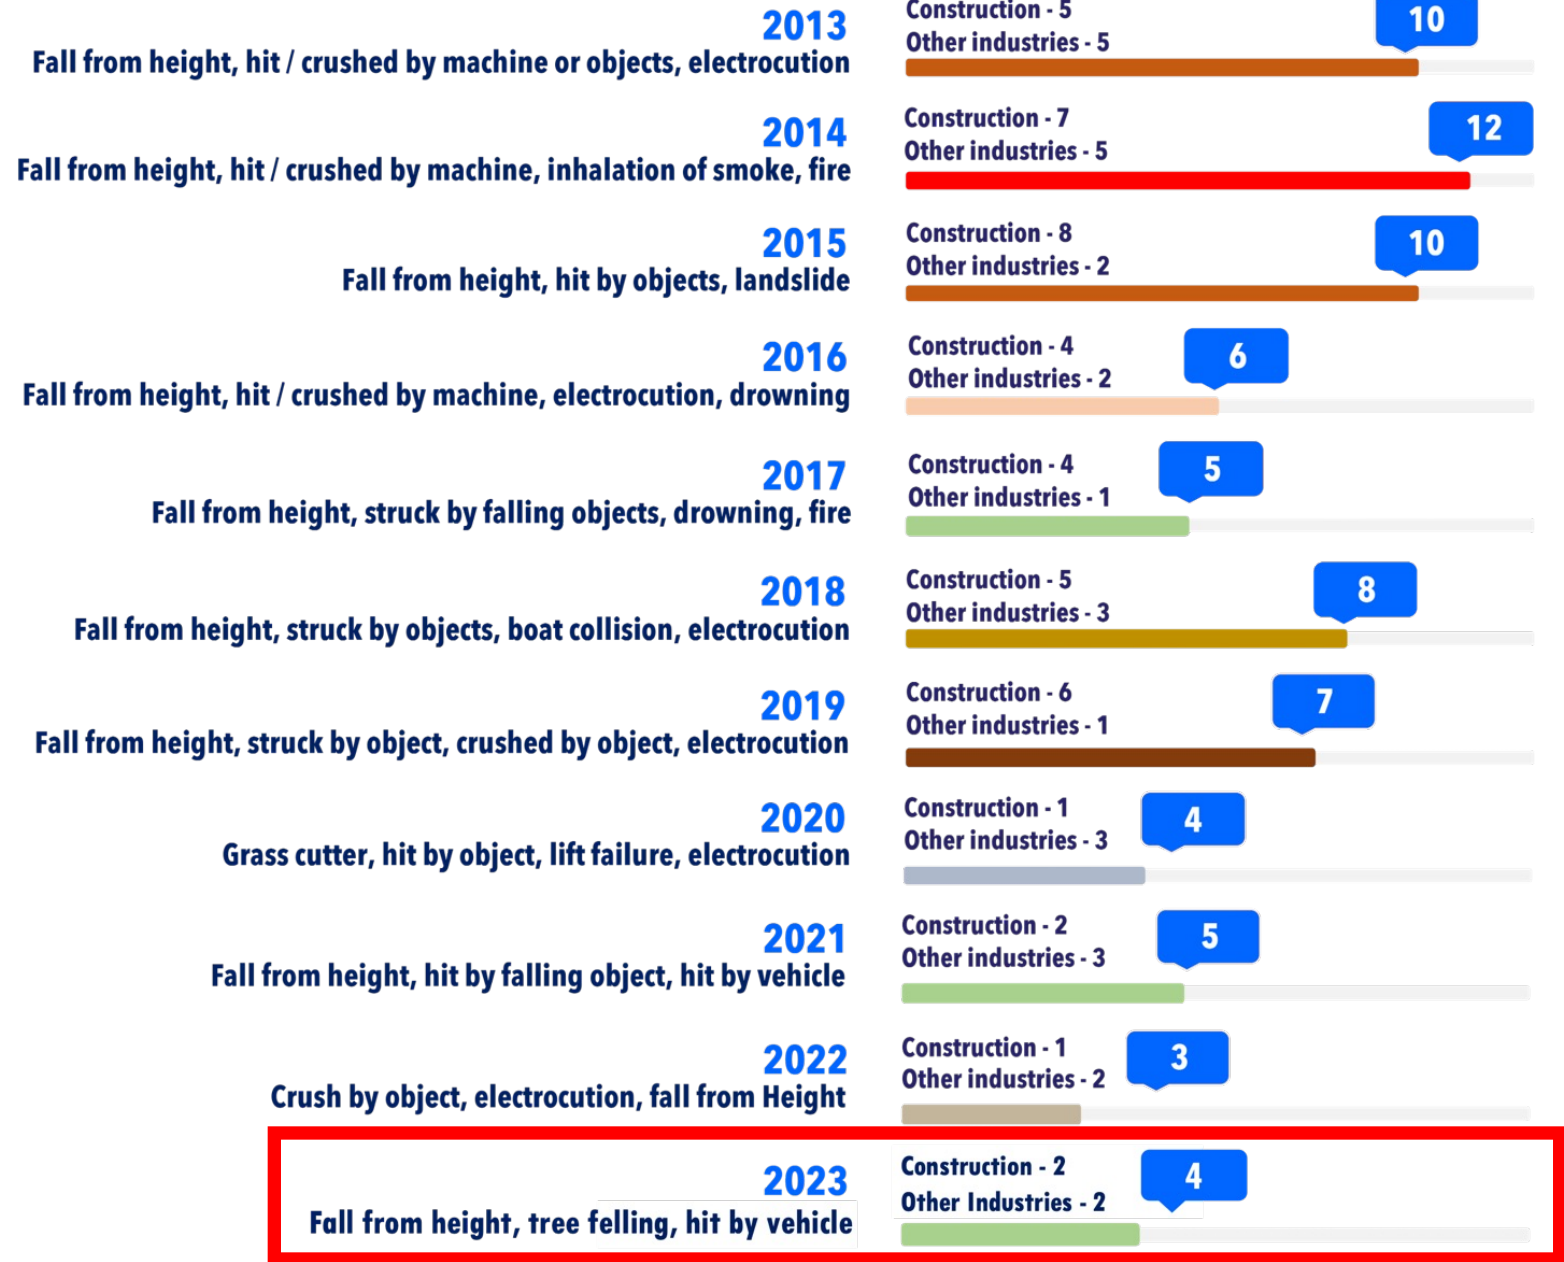 2013
Fall from height, hit / crushed by machine or objects, electrocution
Construction - 5
Other industries - 5
10
2014
Fall from height, hit / crushed by machine, inhalation of smoke, fire
Construction - 7
Other industries - 5
12
2015
Fall from height, hit by objects, landslide
Construction - 8
Other industries - 2
10
2016
Fall from height, hit / crushed by machine, electrocution, drowning
Construction - 4
Other industries - 2
6
2017
Fall from height, struck by falling objects, drowning, fire
Construction - 4
Other industries - 1
5
2018
Fall from height, struck by objects, boat collision, electrocution
Construction - 5
Other industries - 3
8
2019
Fall from height, struck by object, crushed by object, electrocution
Construction - 6
Other industries - 1
7
2020
Grass cutter, hit by object, lift failure, electrocution
Construction - 1
Other industries - 3
4
2021
Fall from height, hit by falling object, hit by vehicle
Construction - 2
Other industries - 3
5
2022
Crush by object, electrocution, fall from Height
Construction - 1
Other industries - 2
3
2023
Fall from height, tree felling, hit by vehicle
Construction - 2
Other Industries - 2
4